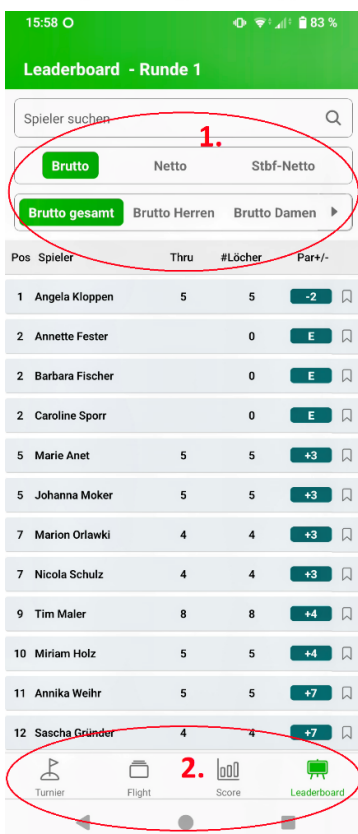 15:58 83 %
Leaderboard - Runde 1
Spieler suchen
1.
Brutto Netto Stbf-Netto
Brutto gesamt Brutto Herren Brutto Damen
Pos Spieler Thru #Löcher Par+/-
1 Angela Kloppen 5 5 -2
2 Annette Fester 0 E
2 Barbara Fischer 0 E
2 Caroline Sporr 0 E
5 Marie Anet 5 5 +3
5 Johanna Moker 5 5 +3
7 Marion Orlawki 4 4 +3
7 Nicola Schulz 4 4 +3
9 Tim Maler 8 8 +4
10 Miriam Holz 5 5 +4
11 Annika Weihr 5 5 +7
12 Sascha Gründer 4 4 +7
2.
Turnier Flight Score Leaderboard